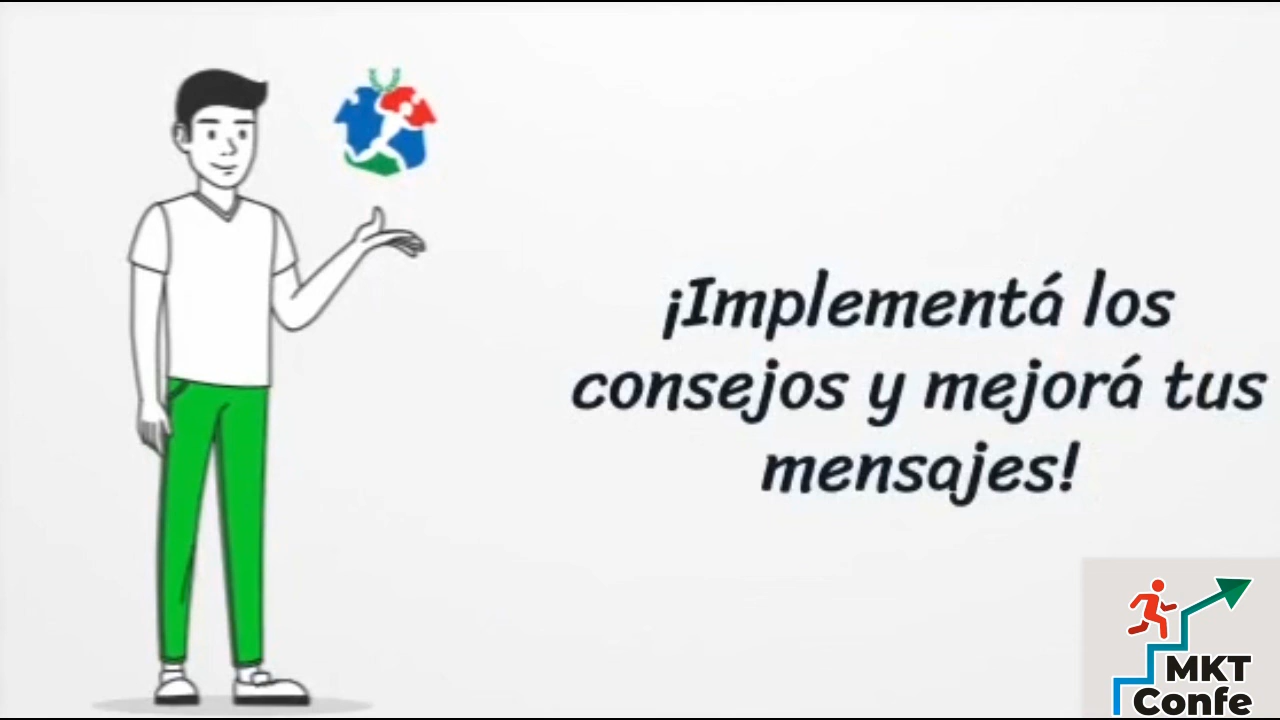 ¡Implementá los
consejos y mejorá tus
mensajes!
MKT
Confe